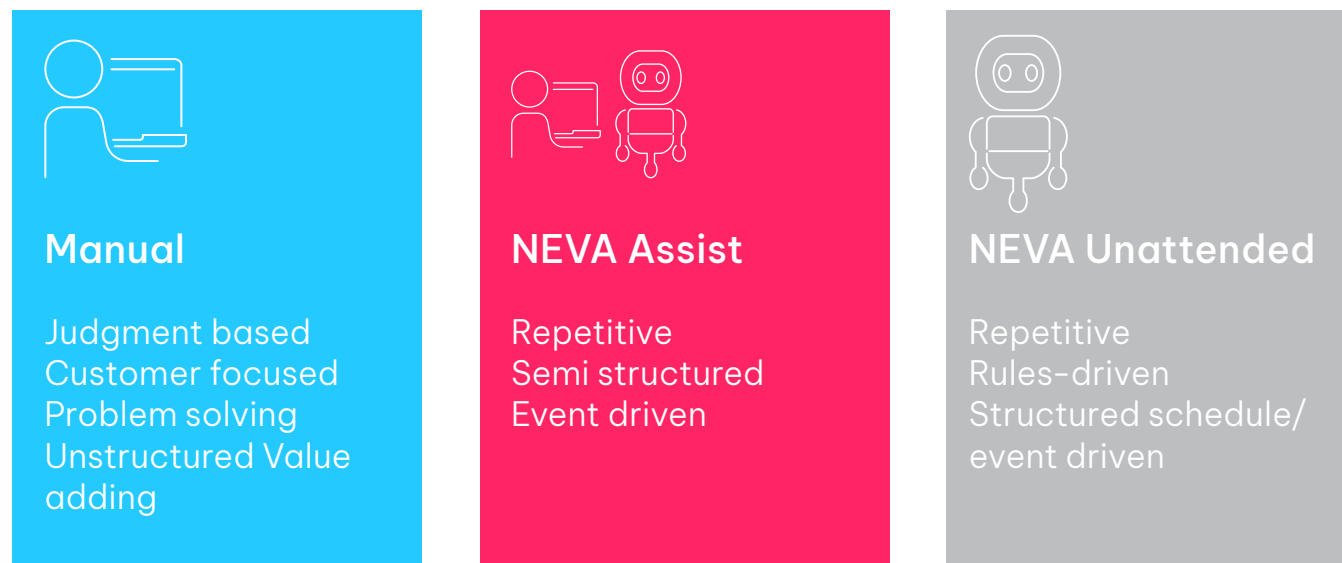 Manual
Judgment based
Customer focused
Problem solving
Unstructured Value
adding
NEVA Assist
Repetitive
Semi structured
Event driven
NEVA Unattended
Repetitive
Rules-driven
Structured schedule/
event driven